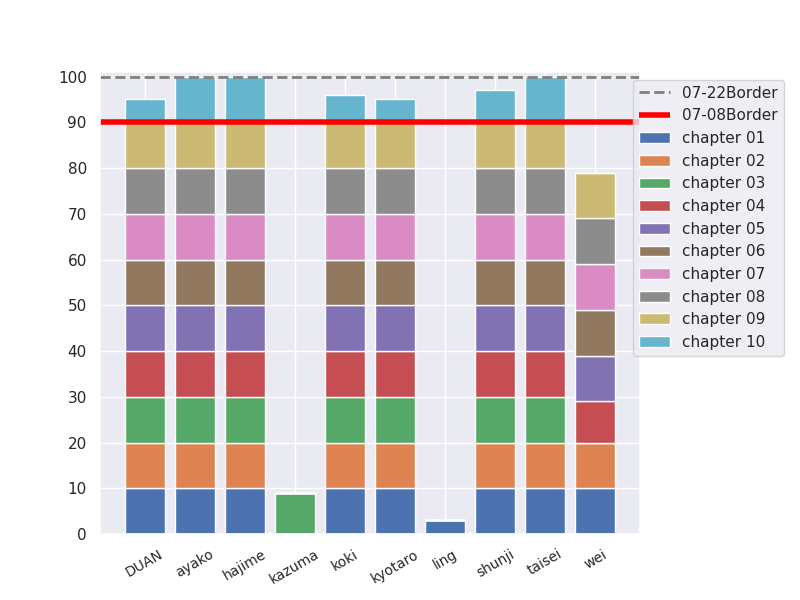 100
90
80
70
60
50
40
30
20
10
0
DUAN
ayako
hajime
kazuma
koki
kyotaro
ling
shunji
taisei
wei
07-22Border
07-08Border
chapter 01
chapter 02
chapter 03
chapter 04
chapter 05
chapter 06
chapter 07
chapter 08
chapter 09
chapter 10